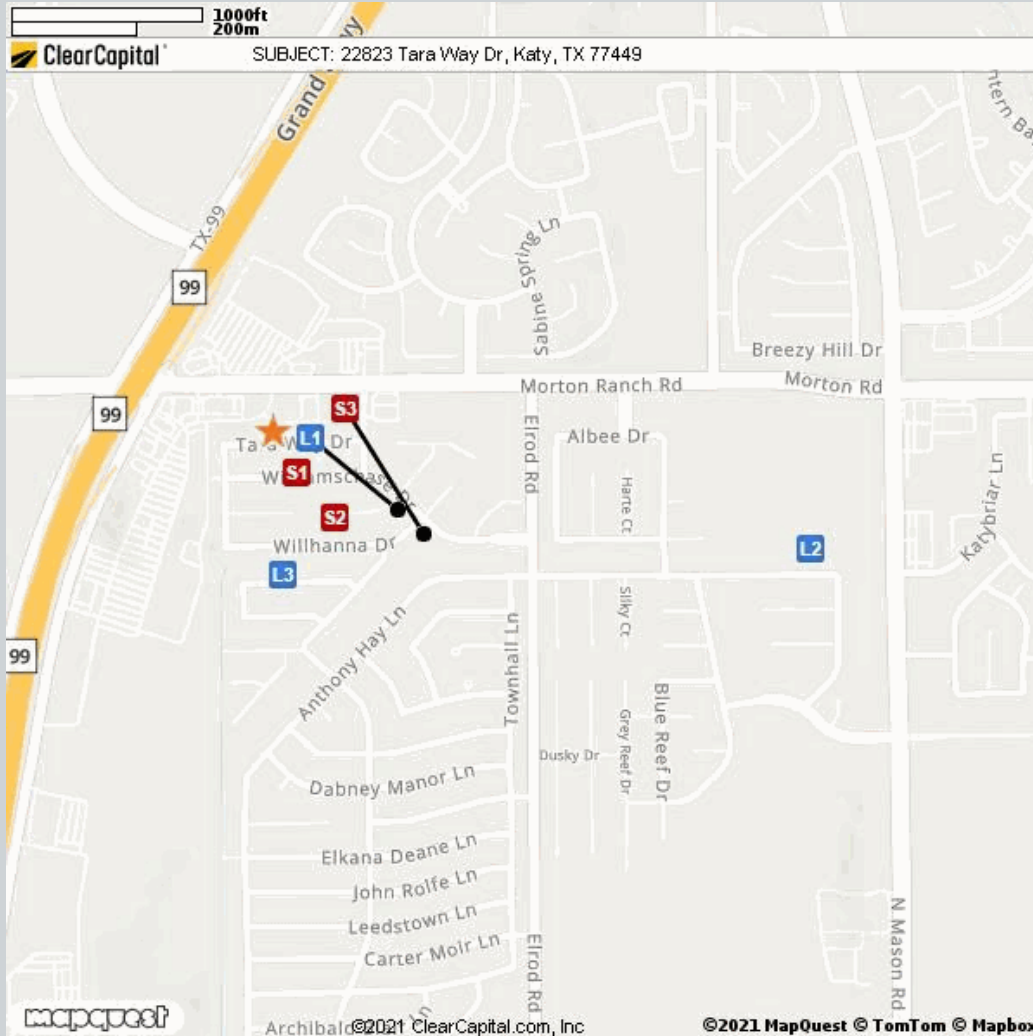 1000ft
200m
ClearCapital
SUBJECT: 22823 Tara Way Dr, Katy, TX 77449
Grand
TX-99
99
Sabine Spring Ln
Breezy Hill Dr
Morton Ranch Rd
Morton Rd
99
S3
L1
Dr
Albee Dr
S1
Elrod Rd
Harte Ct
Katybriar Ln
S2
Willhanna Dr
L2
L3
Silky Ct
Anthony Hay Ln
Townhall Ln
99
Blue Reef Dr
Grey Reef Dr
Dusky Dr
Dabney Manor Ln
Elkana Deane Ln
John Rolfe Ln
Leedstown Ln
Carter Moir Ln
Elrod Rd
N Mason Rd
mapquest
©2021 ClearCapital.com, Inc
©2021 MapQuest © TomTom © Mapbo